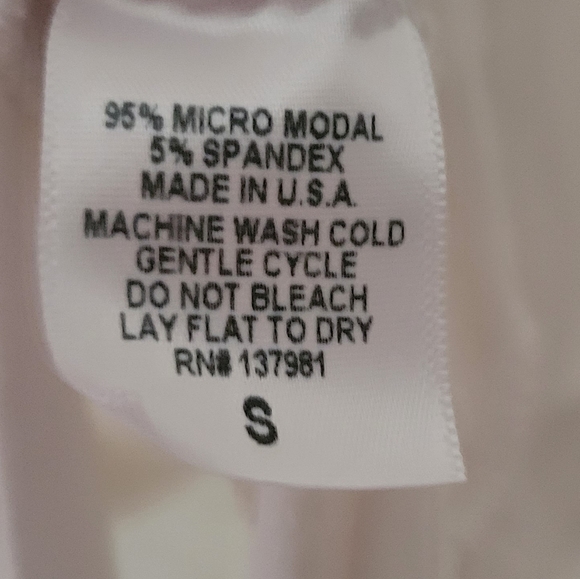 95% MICRO MODAL
5% SPANDEX
MADE IN U.S.A.
MACHINE WASH COLD
GENTLE CYCLE
DO NOT BLEACH
LAY FLAT TO DRY
RN# 137981
S